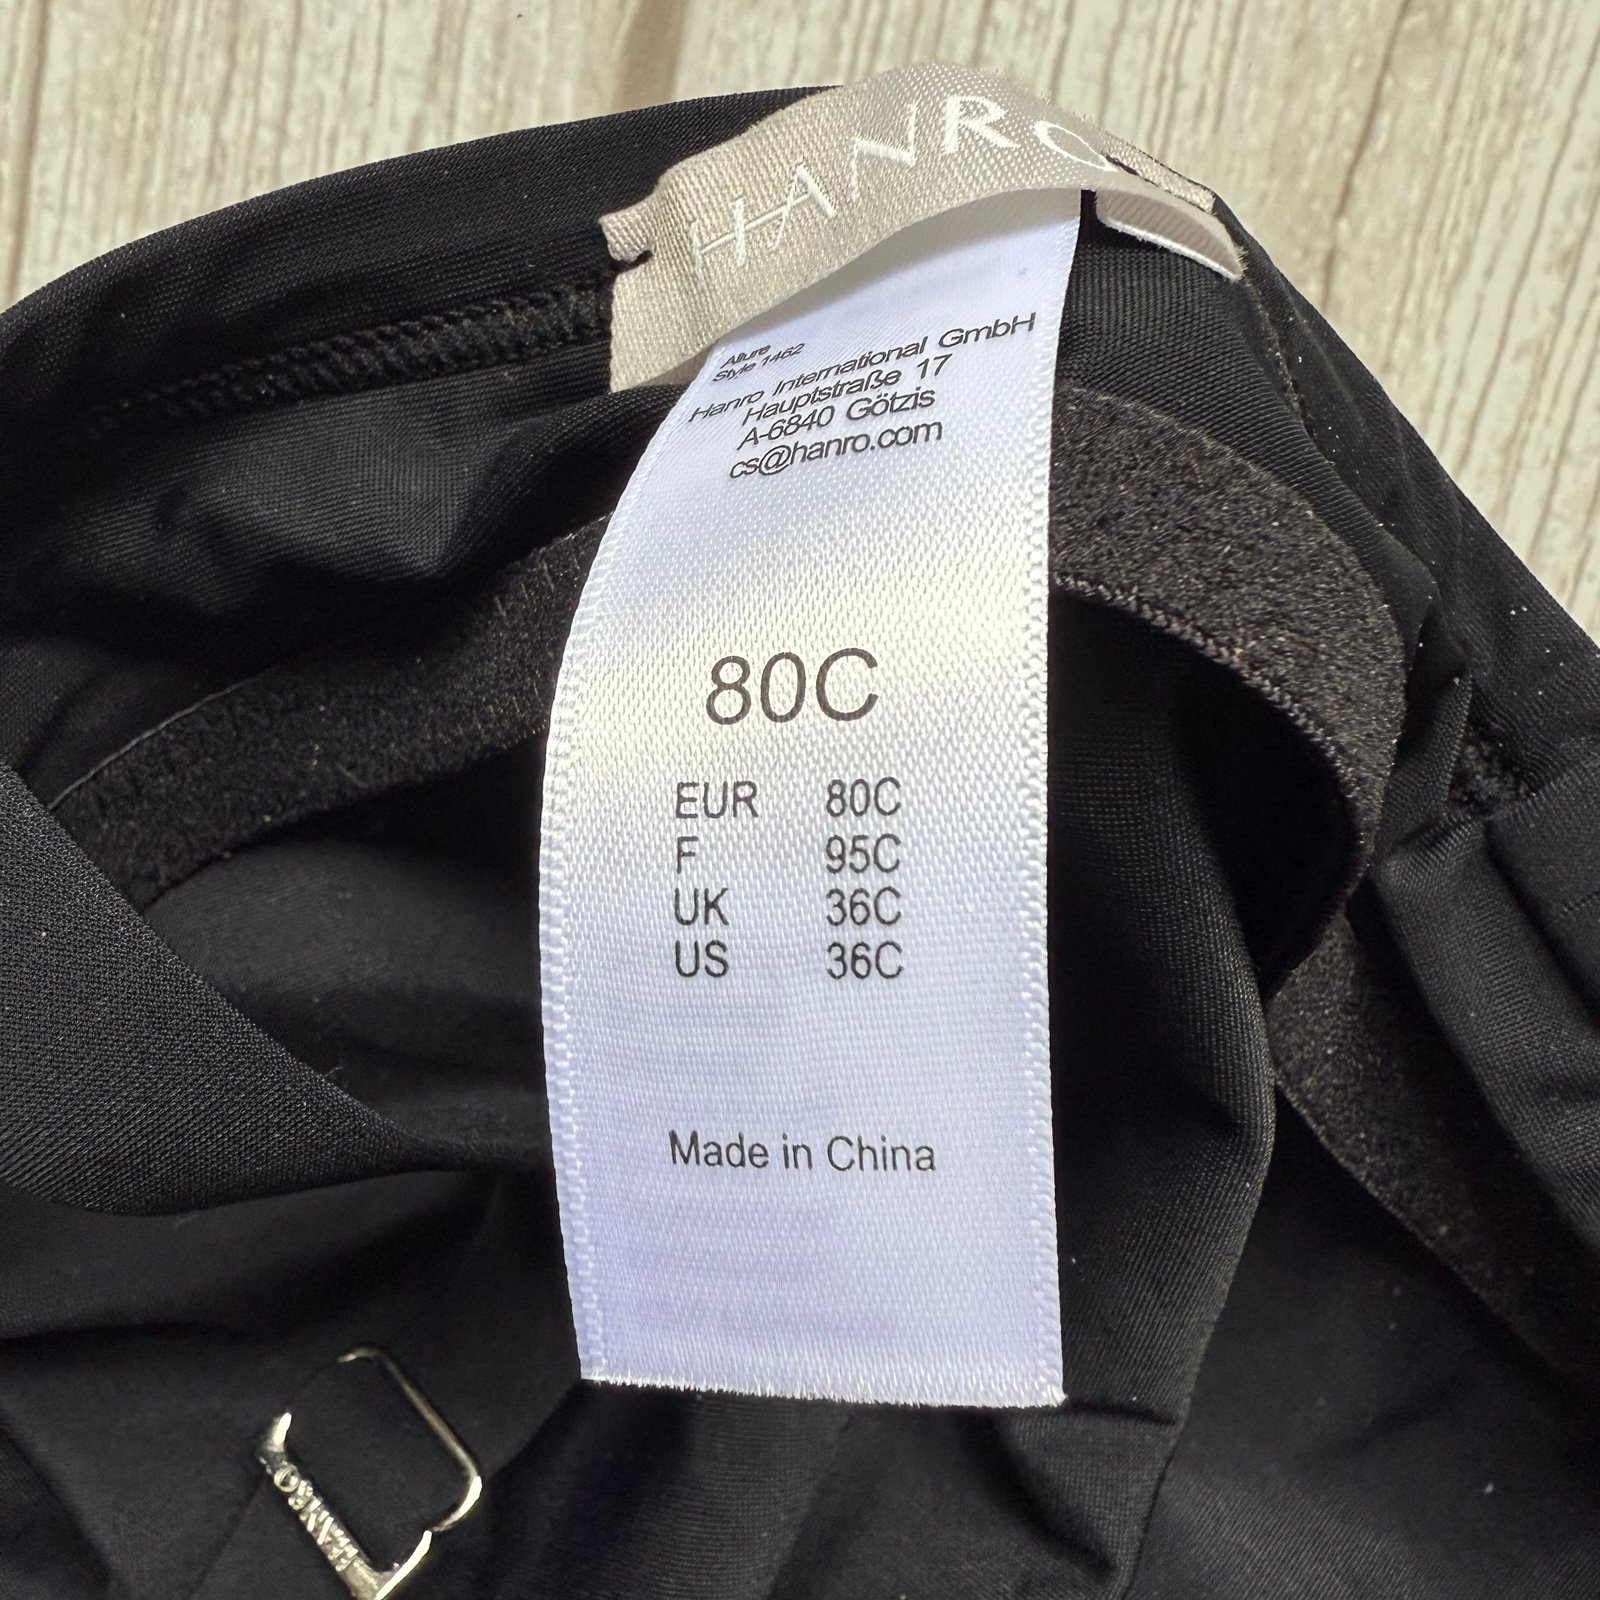 HANRO
Allure
Style 1462
Hanro International GmbH
Hauptstraße 17
A-6840 Götzis
cs@hanro.com
80C
EUR 80C
F 95C
UK 36C
US 36C
Made in China
HANRO